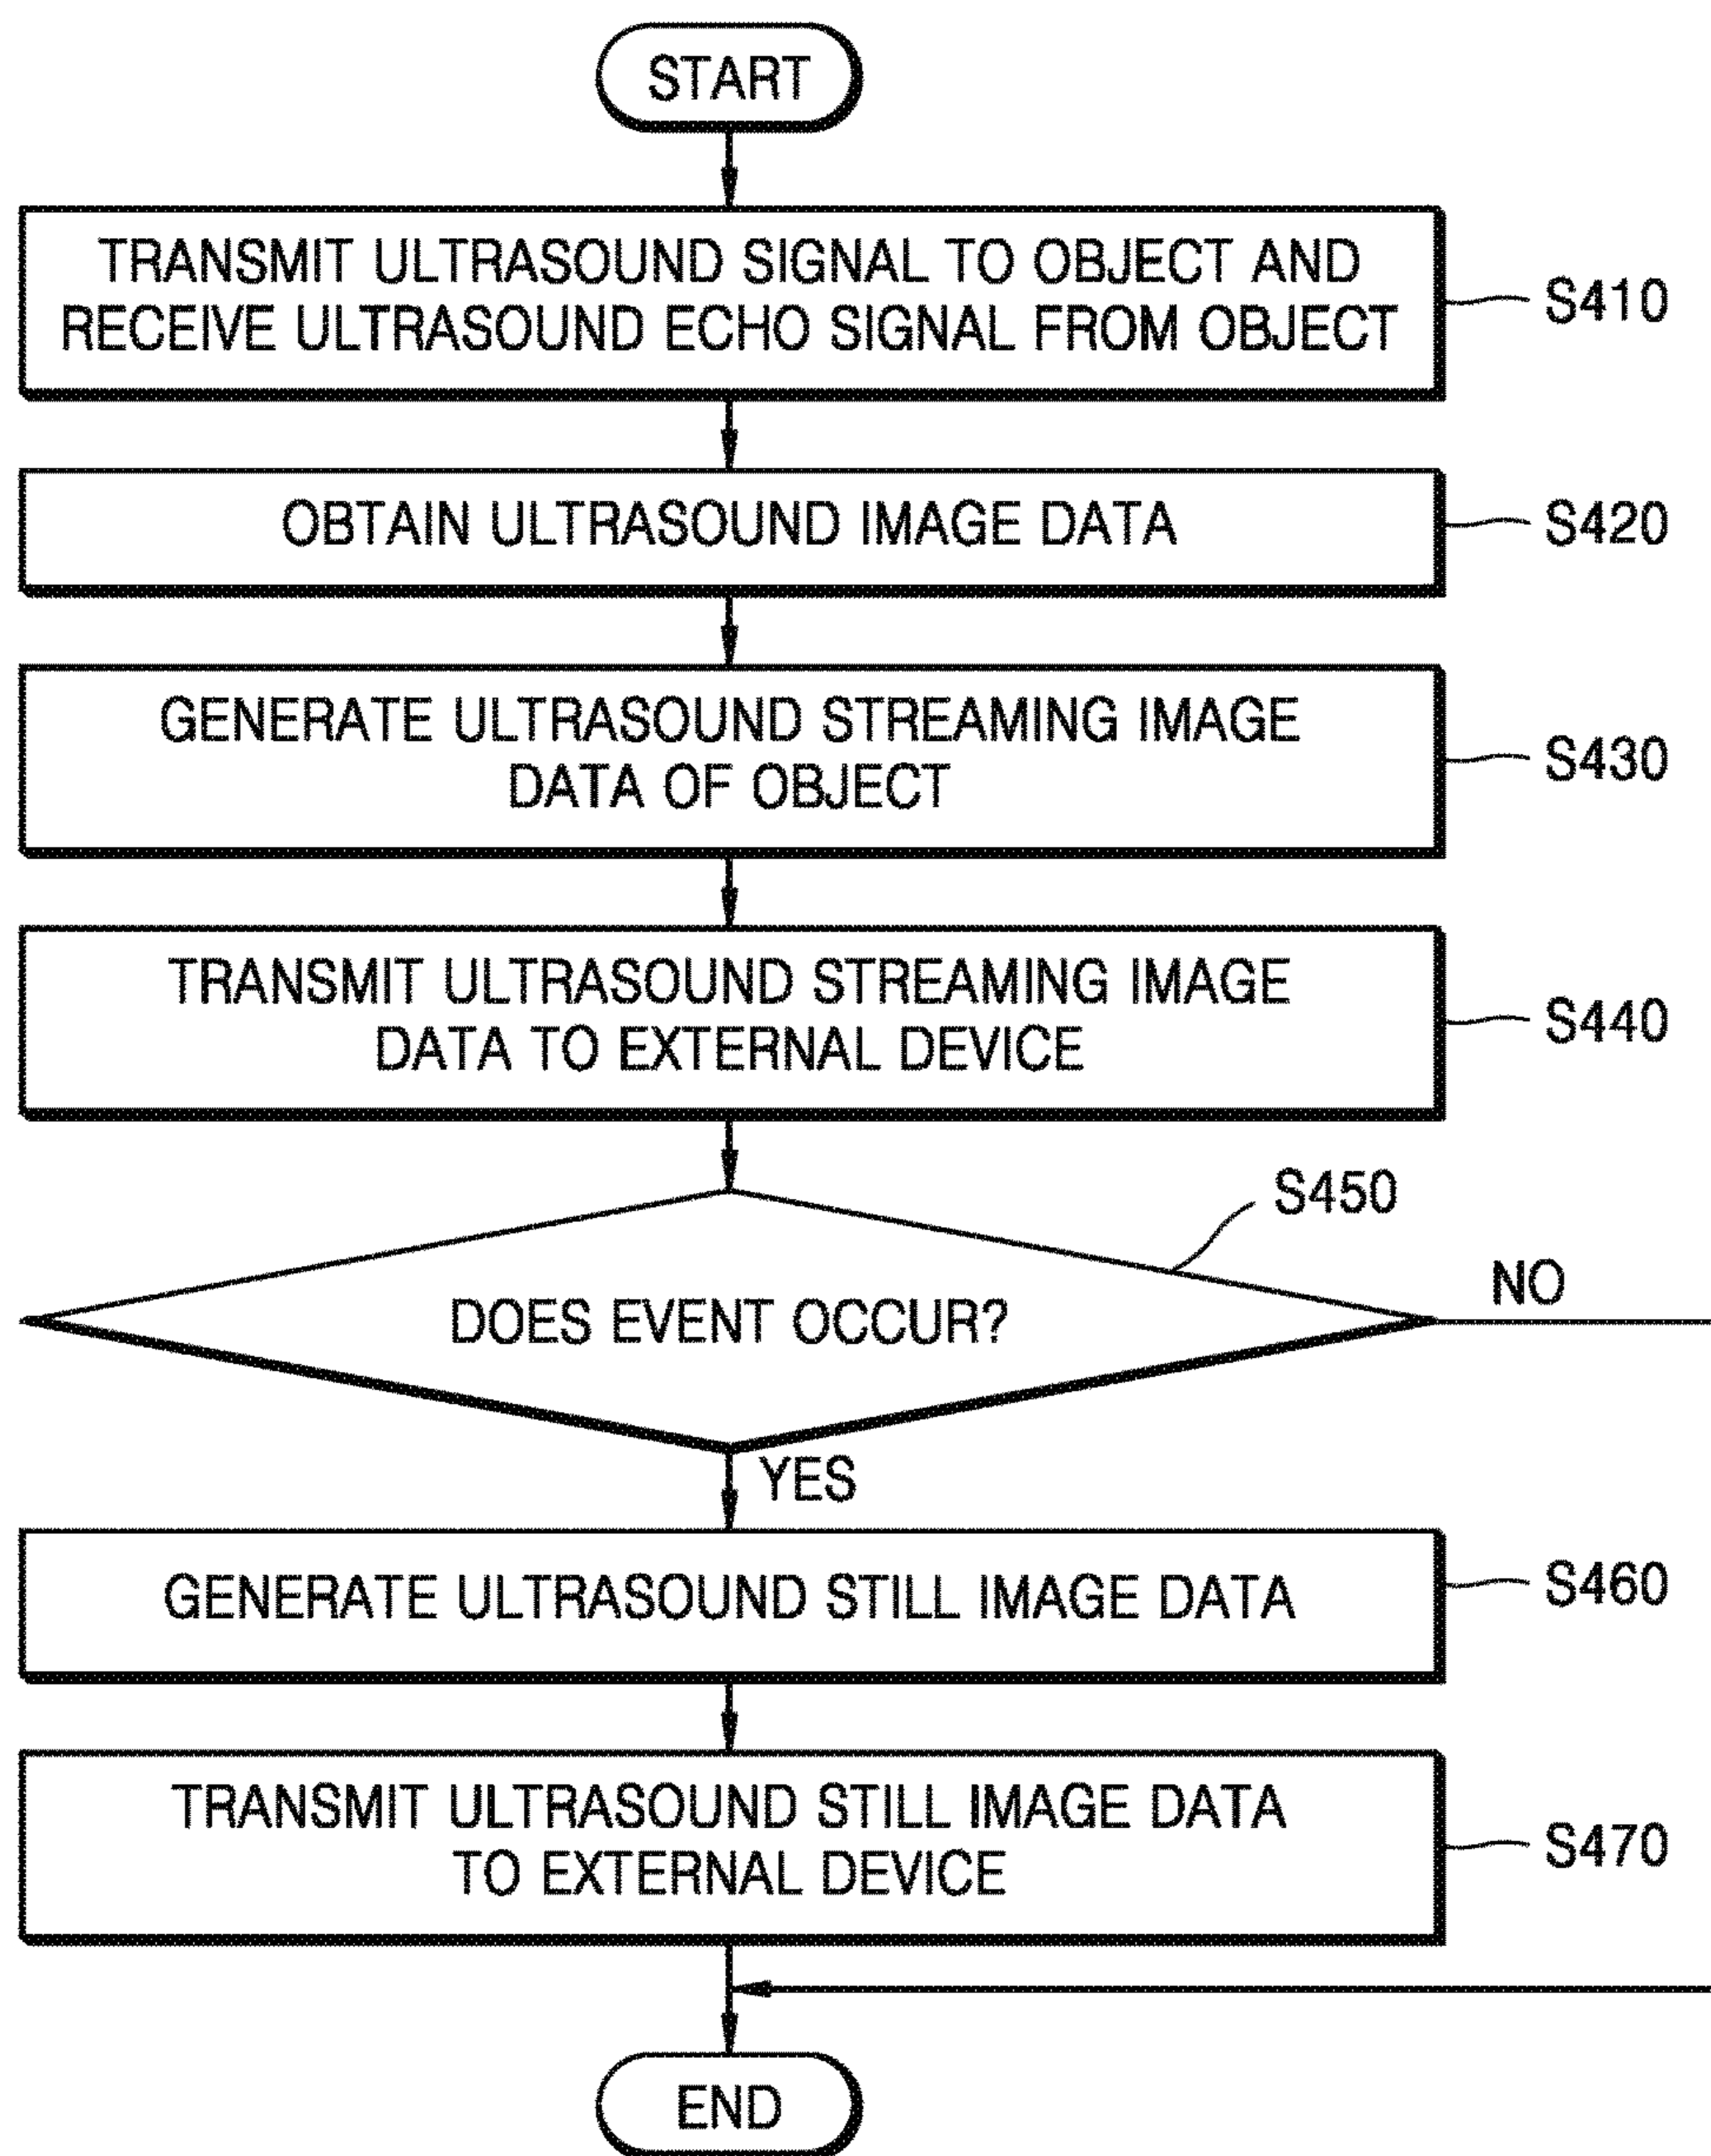 START
TRANSMIT ULTRASOUND SIGNAL TO OBJECT AND
RECEIVE ULTRASOUND ECHO SIGNAL FROM OBJECT
S410
OBTAIN ULTRASOUND IMAGE DATA
S420
GENERATE ULTRASOUND STREAMING IMAGE
DATA OF OBJECT
S430
TRANSMIT ULTRASOUND STREAMING IMAGE
DATA TO EXTERNAL DEVICE
S440
S450
DOES EVENT OCCUR?
NO
YES
GENERATE ULTRASOUND STILL IMAGE DATA
S460
TRANSMIT ULTRASOUND STILL IMAGE DATA
TO EXTERNAL DEVICE
S470
END